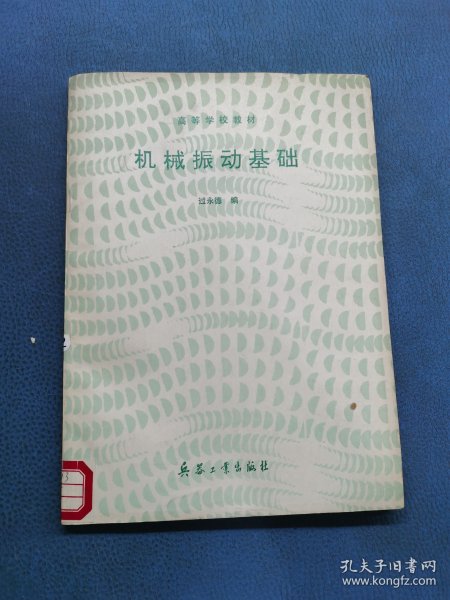 高等学校教材
机械振动基础
过永德 编
兵器工业出版社
孔夫子旧书网
www.kongfz.com